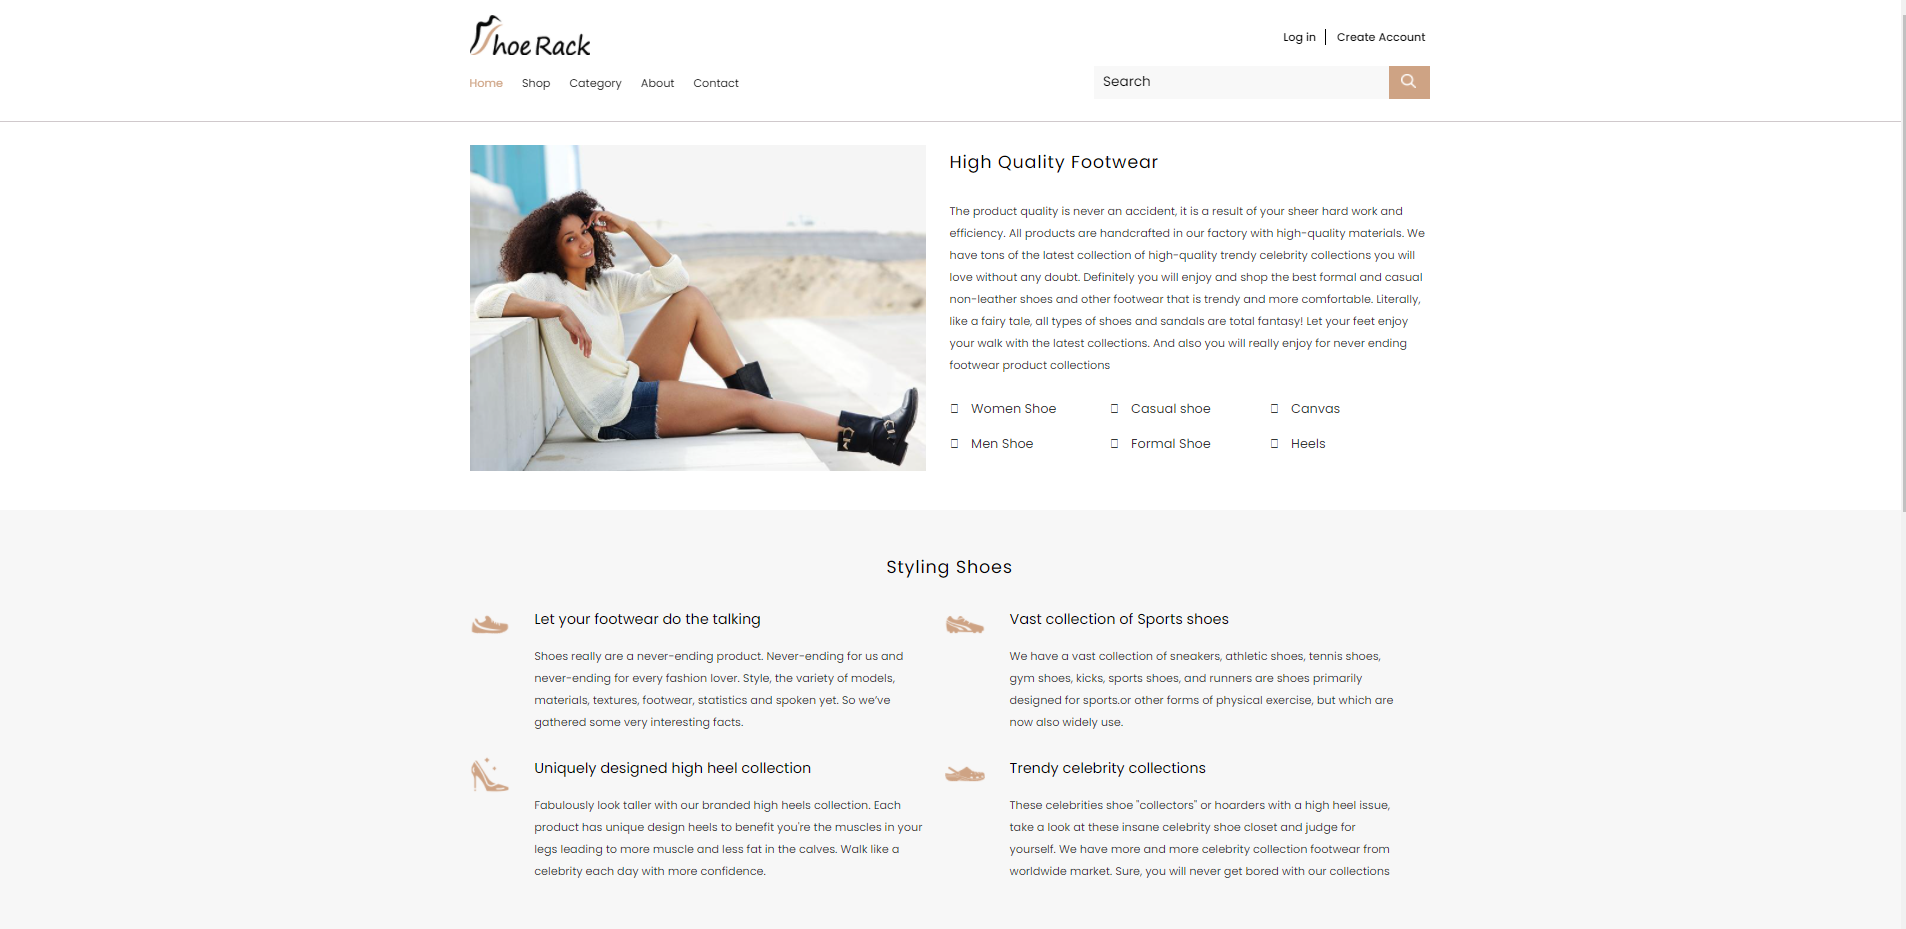 hoe Rack
Log in
Create Account
Home Shop Category About Contact
Search
High Quality Footwear
The product quality is never an accident, it is a result of your sheer hard work and
efficiency. All products are handcrafted in our factory with high-quality materials. We
have tons of the latest collection of high-quality trendy celebrity collections you will
love without any doubt. Definitely you will enjoy and shop the best formal and casual
non-leather shoes and other footwear that is trendy and more comfortable. Literally,
like a fairy tale, all types of shoes and sandals are total fantasy! Let your feet enjoy
your walk with the latest collections. And also you will really enjoy for never ending
footwear product collections
Women Shoe Casual shoe Canvas
Men Shoe Formal Shoe Heels
Styling Shoes
Let your footwear do the talking
Shoes really are a never-ending product. Never-ending for us and
never-ending for every fashion lover. Style, the variety of models,
materials, textures, footwear, statistics and spoken yet. So we’ve
gathered some very interesting facts.
Vast collection of Sports shoes
We have a vast collection of sneakers, athletic shoes, tennis shoes,
gym shoes, kicks, sports shoes, and runners are shoes primarily
designed for sports.or other forms of physical exercise, but which are
now also widely use.
Uniquely designed high heel collection
Fabulously look taller with our branded high heels collection. Each
product has unique design heels to benefit you're the muscles in your
legs leading to more muscle and less fat in the calves. Walk like a
celebrity each day with more confidence.
Trendy celebrity collections
These celebrities shoe "collectors" or hoarders with a high heel issue,
take a look at these insane celebrity shoe closet and judge for
yourself. We have more and more celebrity collection footwear from
worldwide market. Sure, you will never get bored with our collections